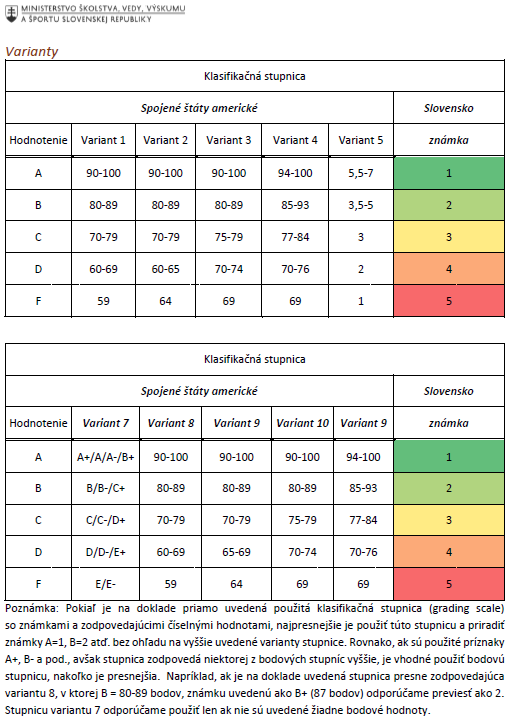 MINISTERSTVO ŠKOLSTVA, VEDY, VÝSKUMU
A ŠPORTU SLOVENSKEJ REPUBLIKY
Varianty
Klasifikačná stupnica
Spojené štáty americké Slovensko
Hodnotenie Variant 1 Variant 2 Variant 3 Variant 4 Variant 5 známka
A 90-100 90-100 90-100 94-100 5,5-7 1
B 80-89 80-89 80-89 85-93 3,5-5 2
C 70-79 70-79 75-79 77-84 3 3
D 60-69 60-65 70-74 70-76 2 4
F 59 64 69 69 1 5
Klasifikačná stupnica
Spojené štáty americké Slovensko
Hodnotenie Variant 7 Variant 8 Variant 9 Variant 10 Variant 9 známka
A A+/A/A-/B+ 90-100 90-100 90-100 94-100 1
B B/B-/C+ 80-89 80-89 80-89 85-93 2
C C/C-/D+ 70-79 70-79 75-79 77-84 3
D D/D-/E+ 60-69 65-69 70-74 70-76 4
F E/E- 59 64 69 69 5
Poznámka: Pokiaľ je na doklade priamo uvedená použitá klasifikačná stupnica (grading scale)
so známkami a zodpovedajúcimi číselnými hodnotami, najpresnejšie je použiť túto stupnicu a priradiť
známky A=1, B=2 atď. bez ohľadu na vyššie uvedené varianty stupnice. Rovnako, ak sú použité príznaky
A+, B- a pod., avšak stupnica zodpovedá niektorej z bodových stupníc vyššie, je vhodné použiť bodovú
stupnicu, nakoľko je presnejšia. Napríklad, ak je na doklade uvedená stupnica presne zodpovedajúca
variantu 8, v ktorej B = 80-89 bodov, známku uvedenú ako B+ (87 bodov) odporúčame previesť ako 2.
Stupnicu variantu 7 odporúčame použiť len ak nie sú uvedené žiadne bodové hodnoty.